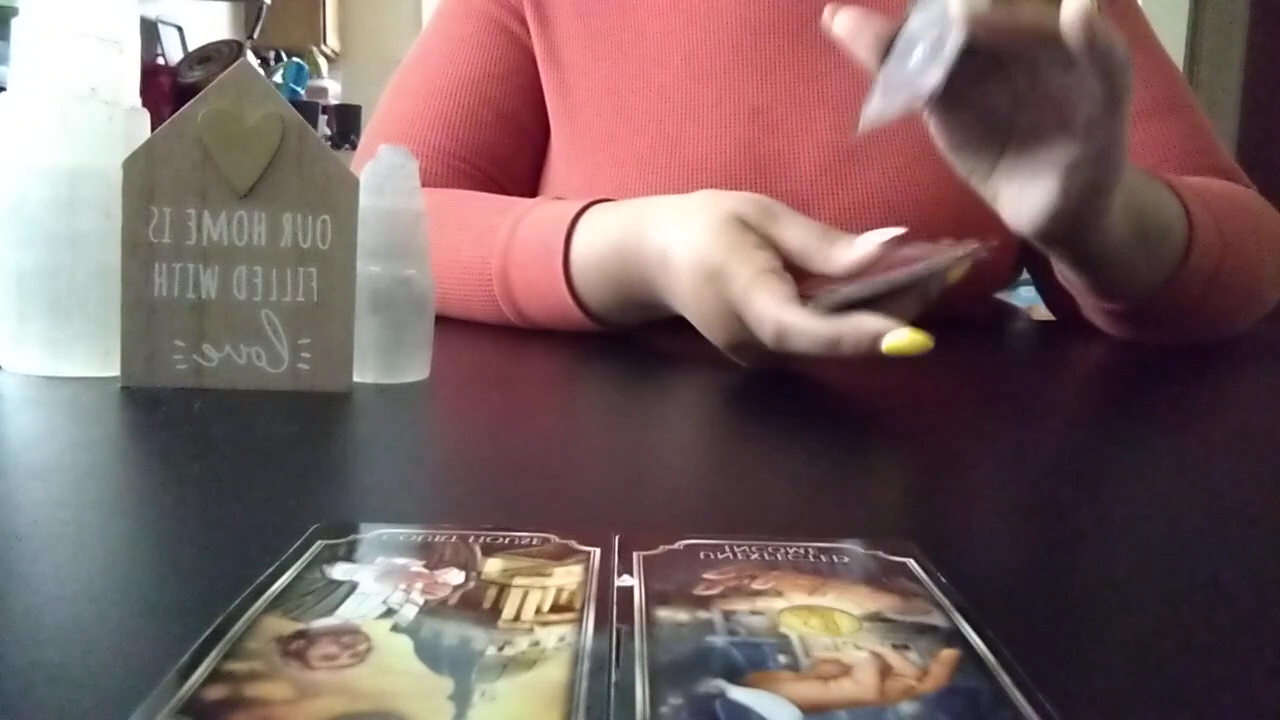 OUR HOME IS
FILLED WITH
love
COURT HOUSE
UNEXPECTED
INCOME